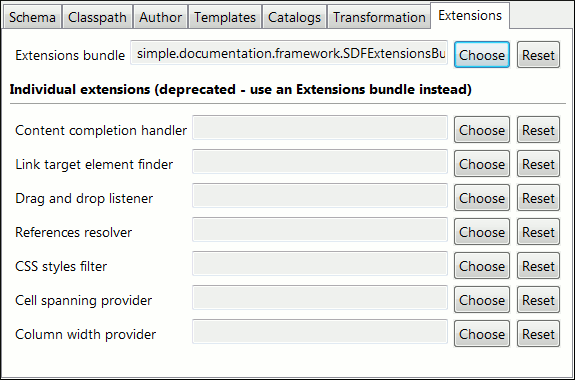 Schema Classpath Author Templates Catalogs Transformation Extensions
Extensions bundle simple.documentation.framework.SDFExtensionsBu Choose Reset
Individual extensions (deprecated - use an Extensions bundle instead)
Content completion handler Choose Reset
Link target element finder Choose Reset
Drag and drop listener Choose Reset
References resolver Choose Reset
CSS styles filter Choose Reset
Cell spanning provider Choose Reset
Column width provider Choose Reset